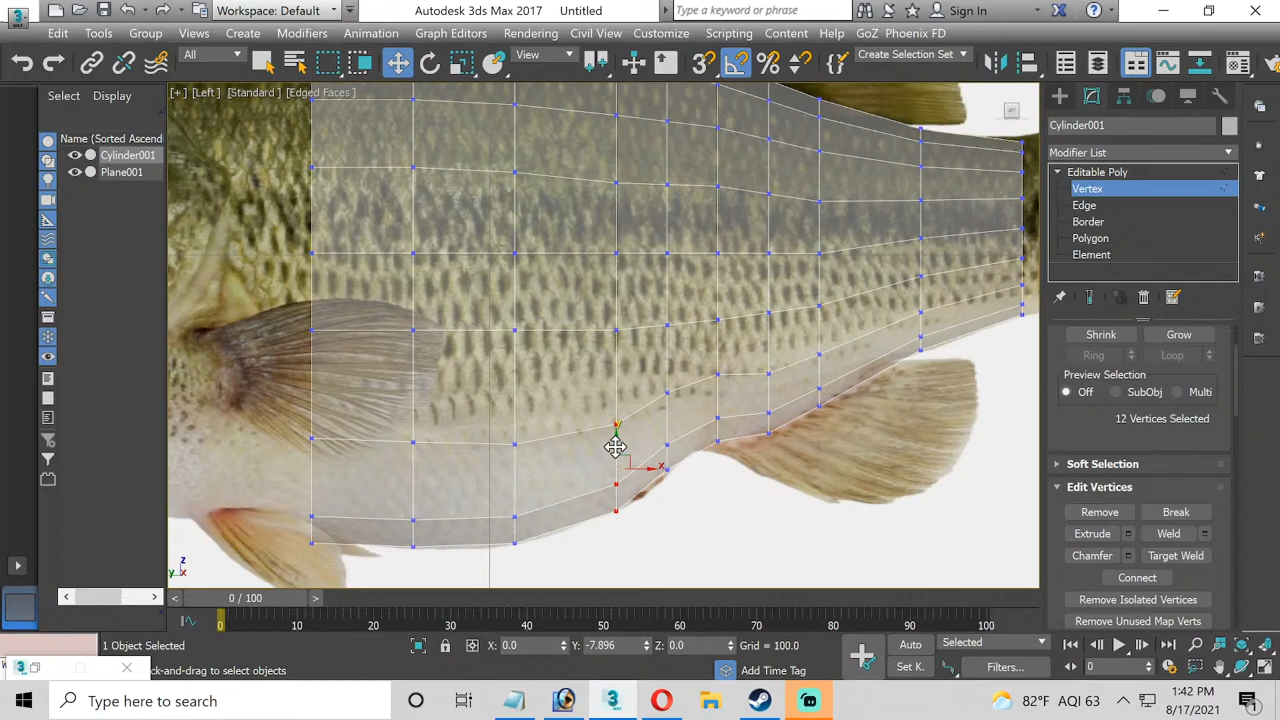 Workspace: Default
Autodesk 3ds Max 2017
Untitled
Type a keyword or phrase
Sign In
Edit Tools Group Views Create Modifiers Animation Graph Editors Rendering Civil View Customize Scripting Content Help GoZ Phoenix FD
All
View
Create Selection Set
Select Display
[+] [Left] [Standard] [Edged Faces]
Name (Sorted Ascend
Cylinder001
Plane001
Cylinder001
Modifier List
Editable Poly
Vertex
Edge
Border
Polygon
Element
Shrink Grow
Ring Loop
Preview Selection
Off SubObj Multi
12 Vertices Selected
Soft Selection
Edit Vertices
Remove Break
Extrude Weld
Chamfer Target Weld
Connect
Remove Isolated Vertices
Remove Unused Map Verts
y
x
z
y x
0 / 100
0 10 20 30 40 50 60 70 80 90 100
1 Object Selected
X: 0.0 Y: -7.896 Z: 0.0 Grid = 100.0
Auto Selected
ck-and-drag to select objects
Add Time Tag
Set K. Filters...
0
Type here to search
82°F AQI 63
1:42 PM
8/17/2021